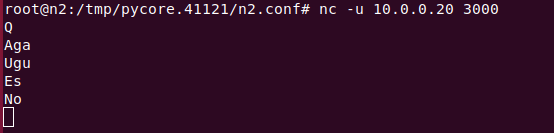 root@n2:/tmp/pycore.41121/n2.conf# nc -u 10.0.0.20 3000
Q
Aga
Ugu
Es
No